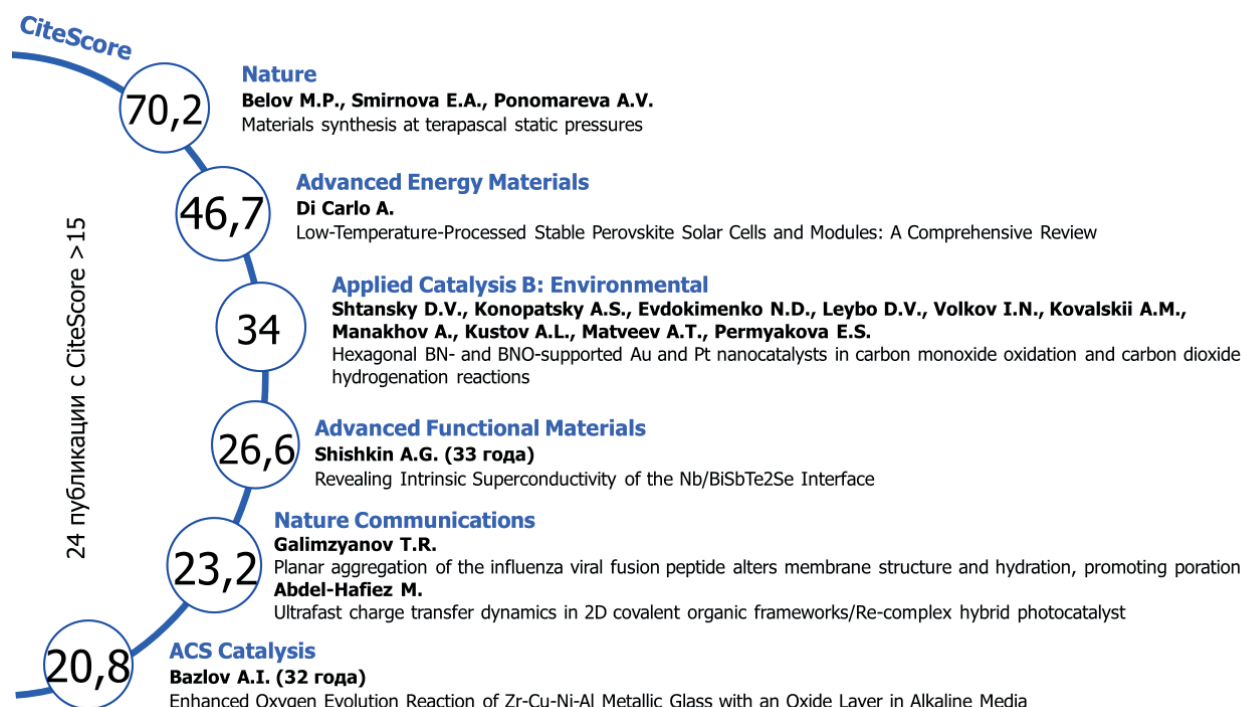 CiteScore
70,2
Nature
Belov M.P., Smirnova E.A., Ponomareva A.V.
Materials synthesis at terapascal static pressures
46,7
Advanced Energy Materials
Di Carlo A.
Low-Temperature-Processed Stable Perovskite Solar Cells and Modules: A Comprehensive Review
24 публикации с CiteScore >15
34
Applied Catalysis B: Environmental
Shtansky D.V., Konopatsky A.S., Evdokimenko N.D., Leybo D.V., Volkov I.N., Kovalskii A.M.,
Manakhov A., Kustov A.L., Matveev A.T., Permyakova E.S.
Hexagonal BN- and BNO-supported Au and Pt nanocatalysts in carbon monoxide oxidation and carbon dioxide
hydrogenation reactions
26,6
Advanced Functional Materials
Shishkin A.G. (33 года)
Revealing Intrinsic Superconductivity of the Nb/BiSbTe2Se Interface
23,2
Nature Communications
Galimzyanov T.R.
Planar aggregation of the influenza viral fusion peptide alters membrane structure and hydration, promoting poration
Abdel-Hafiez M.
Ultrafast charge transfer dynamics in 2D covalent organic frameworks/Re-complex hybrid photocatalyst
20,8
ACS Catalysis
Bazlov A.I. (32 года)
Enhanced Oxygen Evolution Reaction of Zr-Cu-Ni-Al Metallic Glass with an Oxide Layer in Alkaline Media